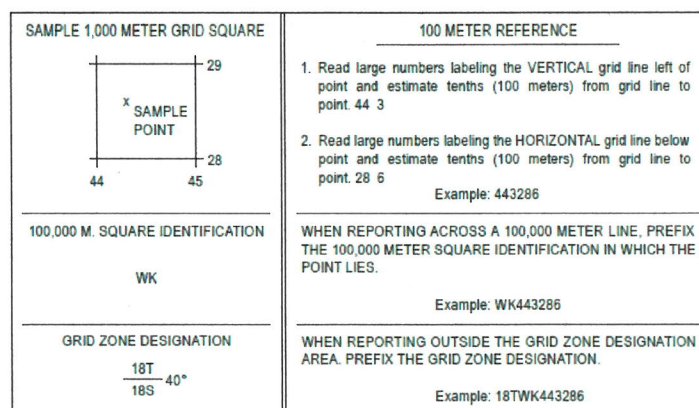 SAMPLE 1,000 METER GRID SQUARE
29
x SAMPLE
POINT
28
44 45
100,000 M. SQUARE IDENTIFICATION
WK
GRID ZONE DESIGNATION
18T
18S 40°
100 METER REFERENCE
1. Read large numbers labeling the VERTICAL grid line left of
point and estimate tenths (100 meters) from grid line to
point. 44 3
2. Read large numbers labeling the HORIZONTAL grid line below
point and estimate tenths (100 meters) from grid line to
point. 28 6
Example: 443286
WHEN REPORTING ACROSS A 100,000 METER LINE, PREFIX
THE 100,000 METER SQUARE IDENTIFICATION IN WHICH THE
POINT LIES.
Example: WK443286
WHEN REPORTING OUTSIDE THE GRID ZONE DESIGNATION
AREA. PREFIX THE GRID ZONE DESIGNATION.
Example: 18TWK443286